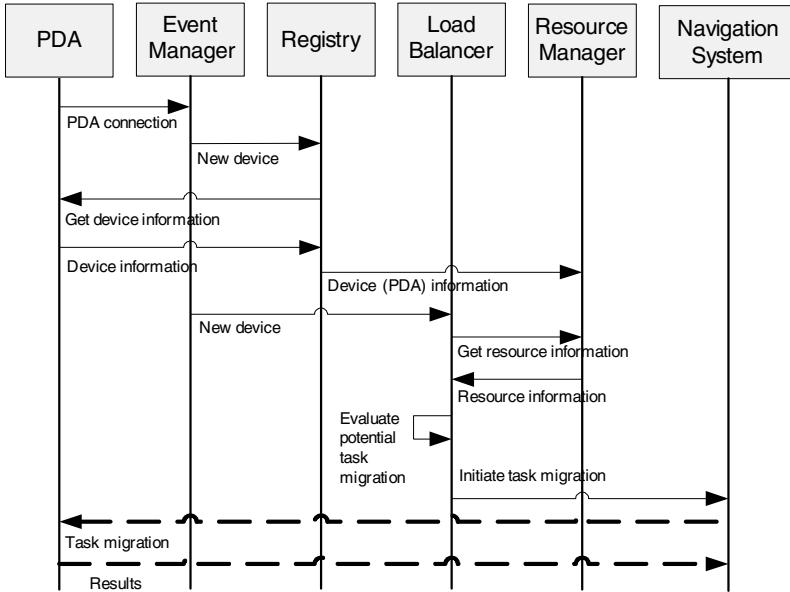 PDA
Event
Manager
Registry
Load
Balancer
Resource
Manager
Navigation
System
PDA connection
New device
Get device information
Device information
Device (PDA) information
New device
Get resource information
Resource information
Evaluate
potential
task
migration
Initiate task migration
Task migration
Results